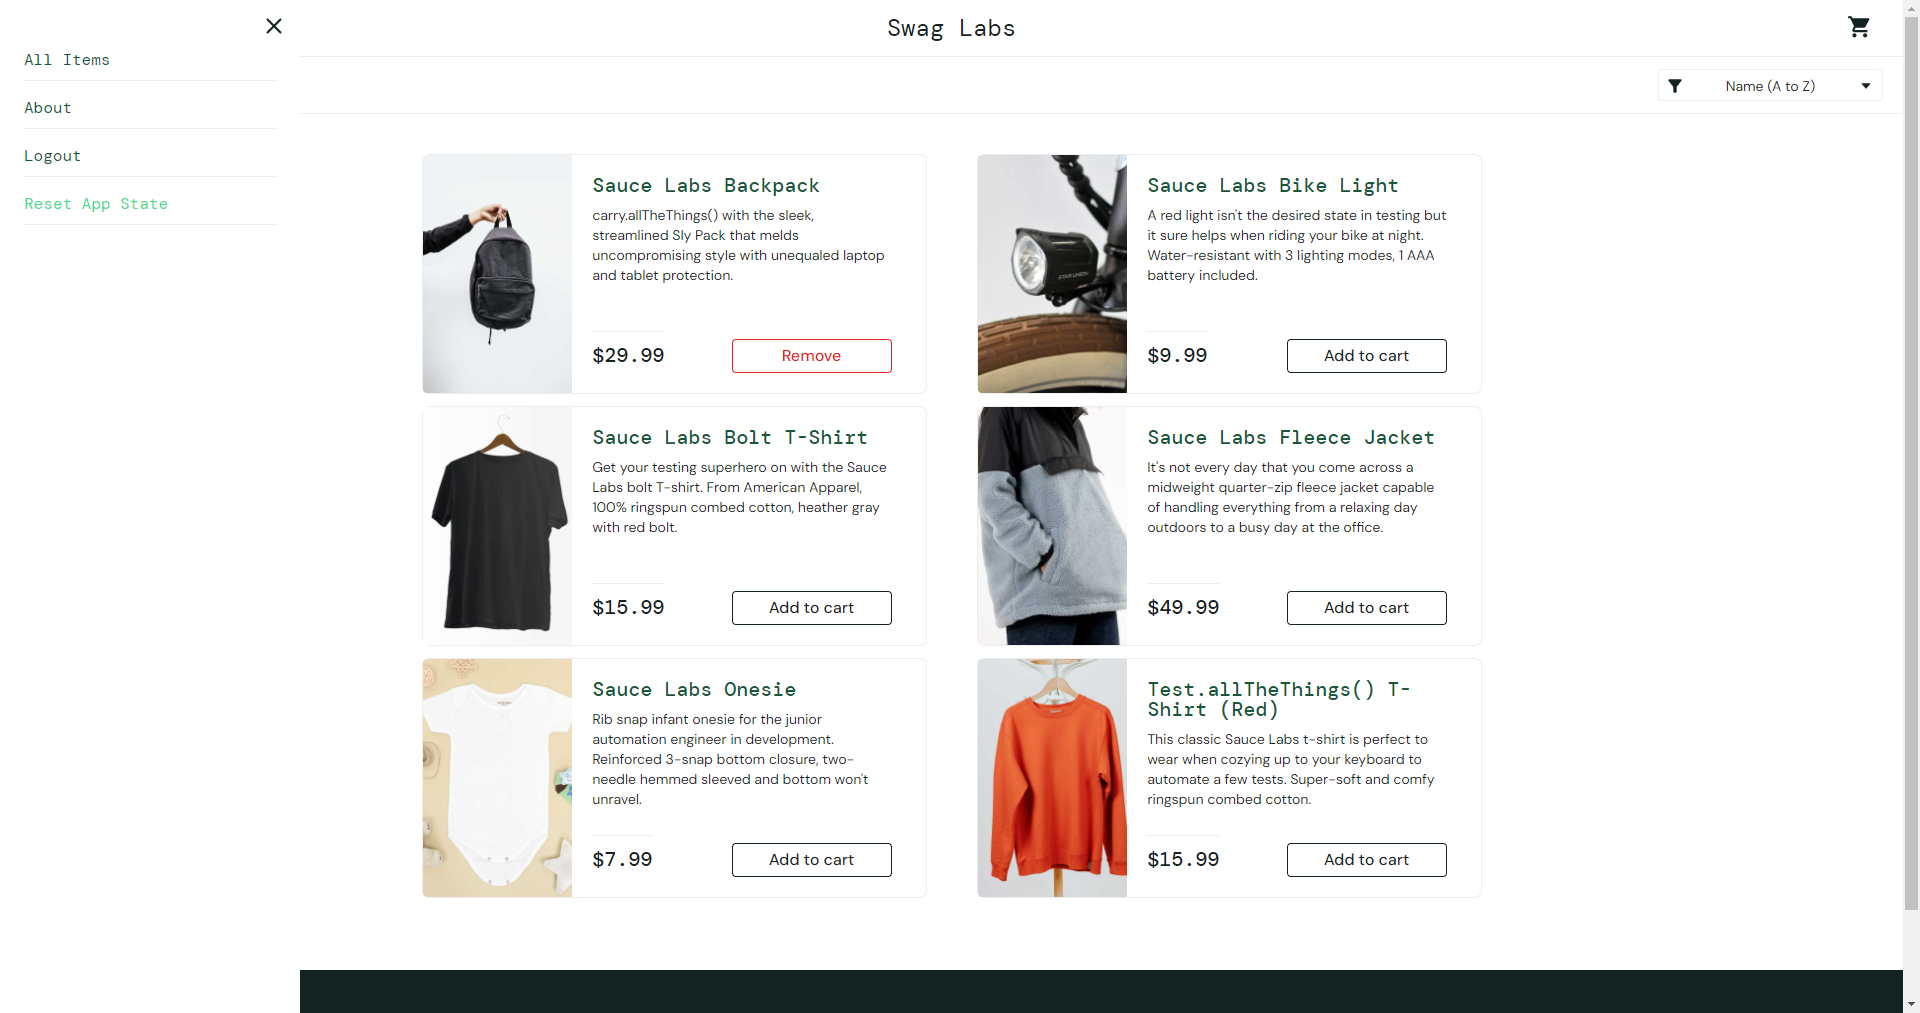 All Items
About
Logout
Reset App State
Swag Labs
Name (A to Z)
Sauce Labs Backpack
carry.allTheThings() with the sleek,
streamlined Sly Pack that melds
uncompromising style with unequaled laptop
and tablet protection.
$29.99
Remove
Sauce Labs Bike Light
A red light isn't the desired state in testing but
it sure helps when riding your bike at night.
Water-resistant with 3 lighting modes, 1 AAA
battery included.
STAR UNION
$9.99
Add to cart
Sauce Labs Bolt T-Shirt
Get your testing superhero on with the Sauce
Labs bolt T-shirt. From American Apparel,
100% ringspun combed cotton, heather gray
with red bolt.
$15.99
Add to cart
Sauce Labs Fleece Jacket
It's not every day that you come across a
midweight quarter-zip fleece jacket capable
of handling everything from a relaxing day
outdoors to a busy day at the office.
$49.99
Add to cart
Sauce Labs Onesie
Rib snap infant onesie for the junior
automation engineer in development.
Reinforced 3-snap bottom closure, two-
needle hemmed sleeved and bottom won't
unravel.
$7.99
Add to cart
Test.allTheThings() T-
Shirt (Red)
This classic Sauce Labs t-shirt is perfect to
wear when cozying up to your keyboard to
automate a few tests. Super-soft and comfy
ringspun combed cotton.
$15.99
Add to cart